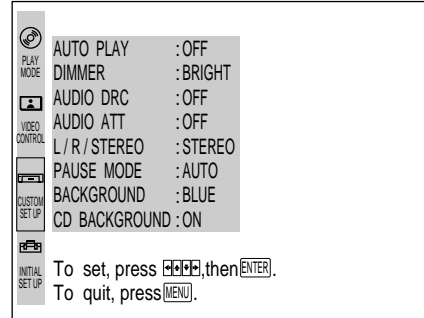 PLAY
MODE
VIDEO
CONTROL
CUSTOM
SET UP
INITIAL
SET UP
AUTO PLAY :OFF
DIMMER :BRIGHT
AUDIO DRC :OFF
AUDIO ATT :OFF
L / R / STEREO :STEREO
PAUSE MODE :AUTO
BACKGROUND :BLUE
CD BACKGROUND :ON
To set, press ,then ENTER.
To quit, press MENU.